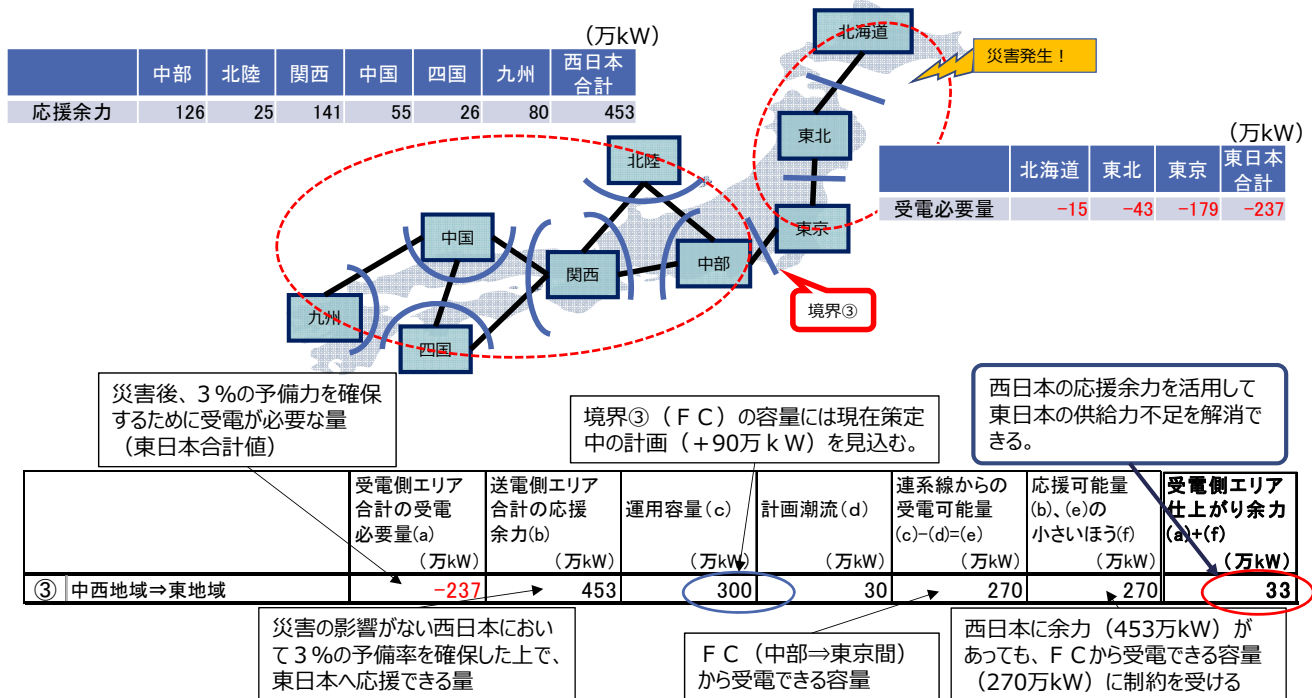 (万kW)
中部 北陸 関西 中国 四国 九州 西日本
合計
応援余力 126 25 141 55 26 80 453
北海道
災害発生！
東北
(万kW)
北海道 東北 東京 東日本
合計
受電必要量 -15 -43 -179 -237
北陸
東京
中国
関西
中部
境界③
九州
四国
災害後、３％の予備力を確保
するために受電が必要な量
（東日本合計値）
境界③（ＦＣ）の容量には現在策定
中の計画（＋90万ｋＷ）を見込む。
西日本の応援余力を活用して
東日本の供給力不足を解消で
きる。
受電側エリア
合計の受電
必要量(a)
(万kW)
送電側エリア
合計の応援
余力(b)
(万kW)
運用容量(c)
(万kW)
計画潮流(d)
(万kW)
連系線からの
受電可能量
(c)-(d)=(e)
(万kW)
応援可能量
(b)、(e)の
小さいほう(f)
(万kW)
受電側エリア
仕上がり余力
(a)+(f)
(万kW)
③ 中西地域⇒東地域 -237 453 300 30 270 270 33
災害の影響がない西日本におい
て３％の予備率を確保した上で、
東日本へ応援できる量
ＦＣ（中部⇒東京間）
から受電できる容量
西日本に余力（453万kW）が
あっても、ＦＣから受電できる容量
（270万kW）に制約を受ける